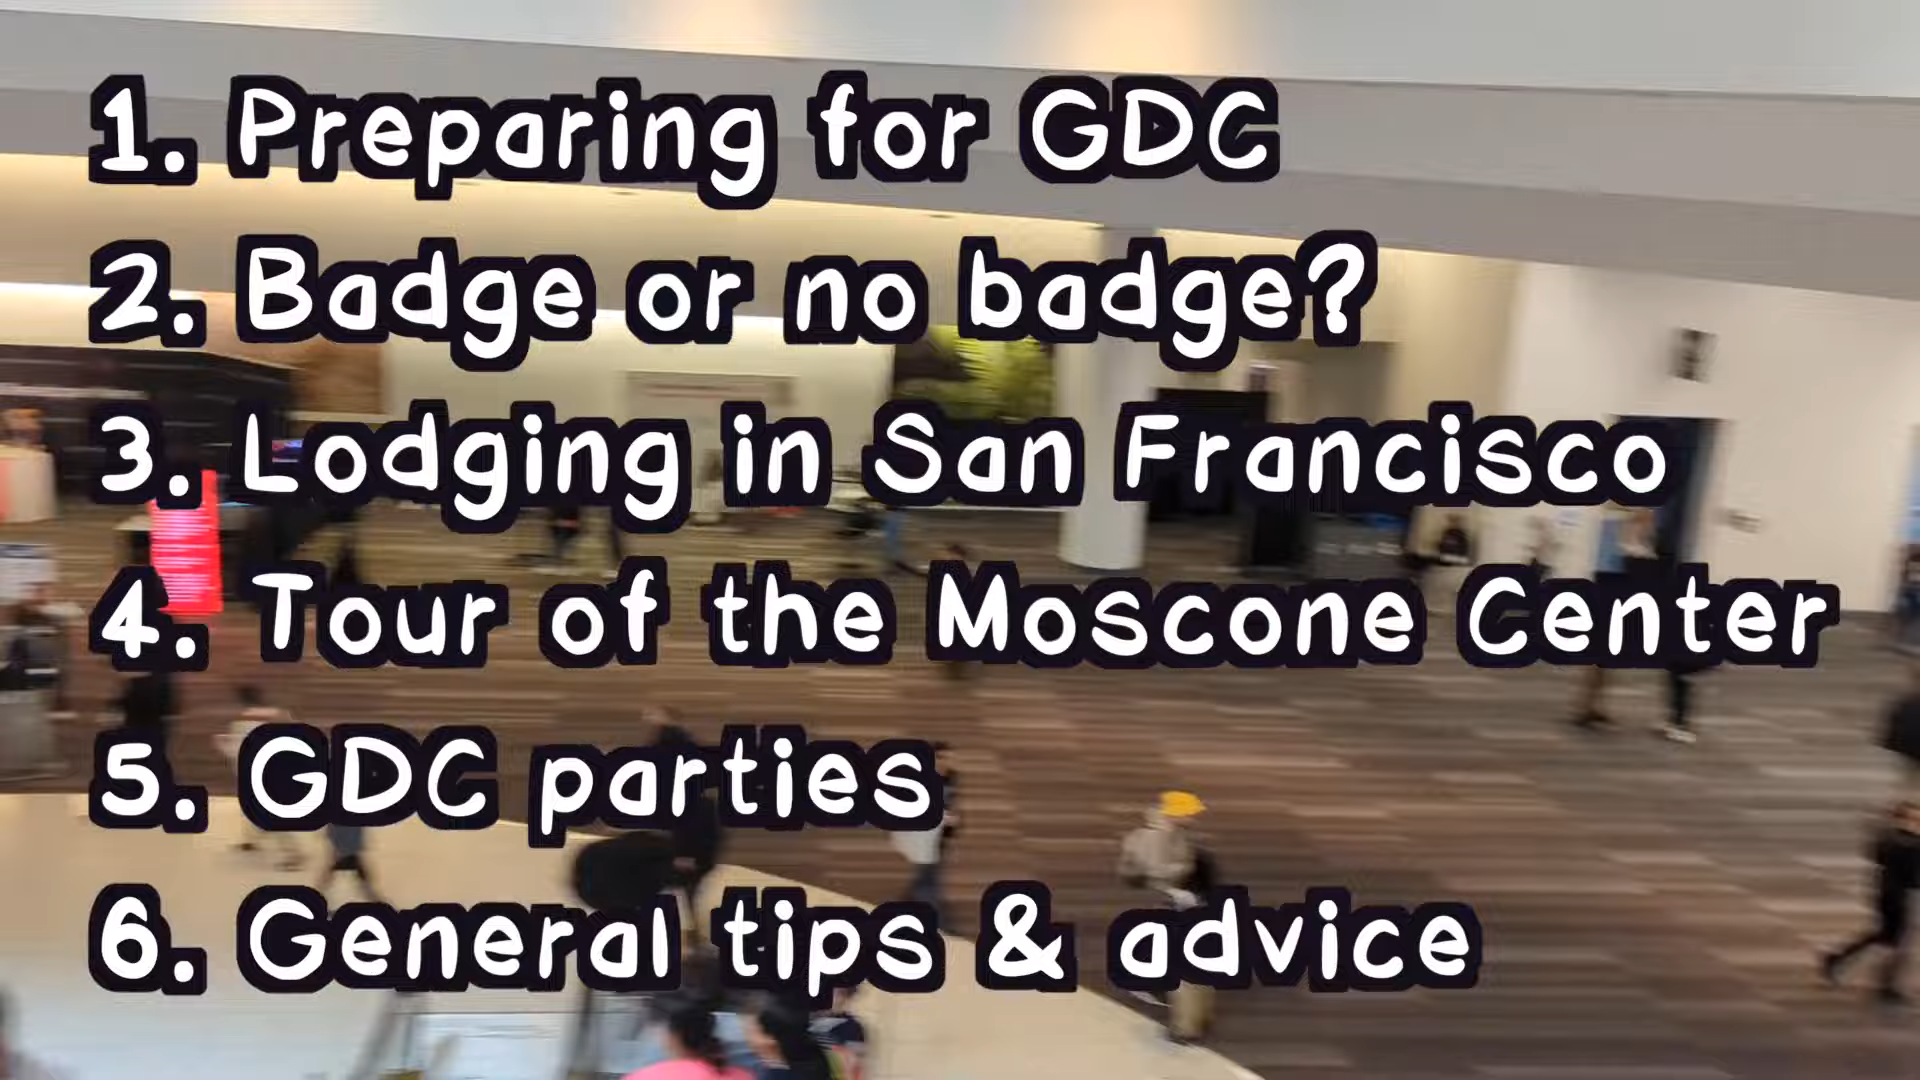 1. Preparing for GDC
2. Badge or no badge?
3. Lodging in San Francisco
4. Tour of the Moscone Center
5. GDC parties
6. General tips & advice